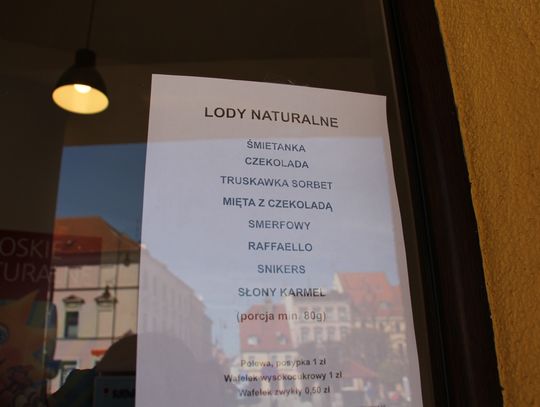 LODY NATURALNE
ŚMIETANKA
CZEKOLADA
TRUSKAWKA SORBET
MIĘTA Z CZEKOLADĄ
SMERFOWY
RAFFAELLO
SNIKERS
SŁONY KARMEL
(porcja min. 80g)
Polewa, posypka 1 zł
Wafelek wysokocukrowy 1 zł
Wafelek zwykły 0,50 zł